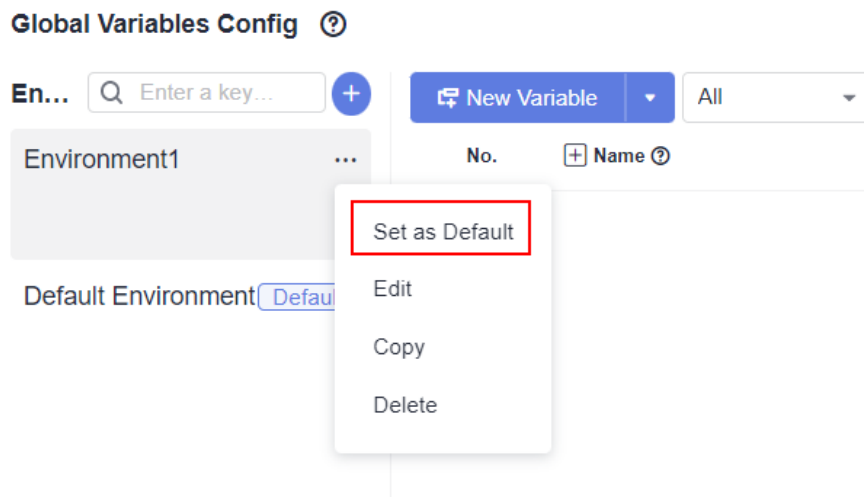 Global Variables Config
En... Enter a key... New Variable All
Environment1 No. Name
Set as Default
Edit
Default Environment
Copy
Delete